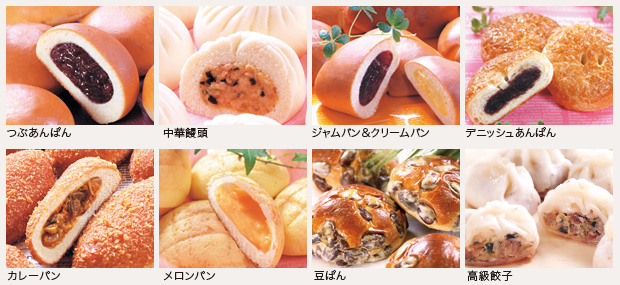 つぶあんぱん
中華饅頭
ジャムパン＆クリームパン
デニッシュあんぱん
カレーパン
メロンパン
豆ぱん
高級餃子